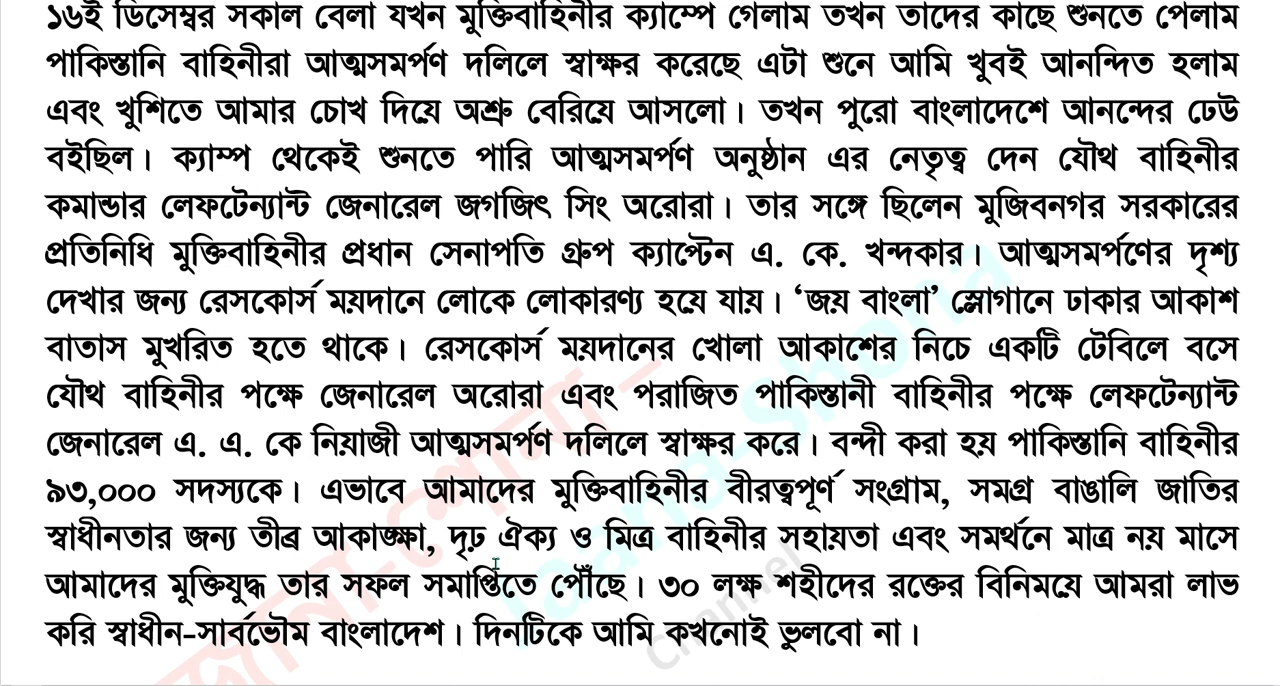 ১৬ই ডিসেম্বর সকাল বেলা যখন মুক্তিবাহিনীর ক্যাম্পে গেলাম তখন তাদের কাছে শুনতে পেলাম
পাকিস্তানি বাহিনীরা আত্মসমর্পণ দলিলে স্বাক্ষর করেছে এটা শুনে আমি খুবই আনন্দিত হলাম
এবং খুশিতে আমার চোখ দিয়ে অশ্রু বেরিয়ে আসলো। তখন পুরো বাংলাদেশে আনন্দের ঢেউ
বইছিল। ক্যাম্প থেকেই শুনতে পারি আত্মসমর্পণ অনুষ্ঠান এর নেতৃত্ব দেন যৌথ বাহিনীর
কমান্ডার লেফটেন্যান্ট জেনারেল জগজিৎ সিং অরোরা। তার সঙ্গে ছিলেন মুজিবনগর সরকারের
প্রতিনিধি মুক্তিবাহিনীর প্রধান সেনাপতি গ্রুপ ক্যাপ্টেন এ. কে. খন্দকার। আত্মসমর্পণের দৃশ্য
দেখার জন্য রেসকোর্স ময়দানে লোকে লোকারণ্য হয়ে যায়। ‘জয় বাংলা’ স্লোগানে ঢাকার আকাশ
বাতাস মুখরিত হতে থাকে। রেসকোর্স ময়দানের খোলা আকাশের নিচে একটি টেবিলে বসে
যৌথ বাহিনীর পক্ষে জেনারেল অরোরা এবং পরাজিত পাকিস্তানী বাহিনীর পক্ষে লেফটেন্যান্ট
জেনারেল এ. এ. কে নিয়াজী আত্মসমর্পণ দলিলে স্বাক্ষর করে। বন্দী করা হয় পাকিস্তানি বাহিনীর
৯৩,০০০ সদস্যকে। এভাবে আমাদের মুক্তিবাহিনীর বীরত্বপূর্ণ সংগ্রাম, সমগ্র বাঙালি জাতির
স্বাধীনতার জন্য তীব্র আকাঙ্ক্ষা, দৃঢ় ঐক্য ও মিত্র বাহিনীর সহায়তা এবং সমর্থনে মাত্র নয় মাসে
আমাদের মুক্তিযুদ্ধ তার সফল সমাপ্তিতে পৌঁছে। ৩০ লক্ষ শহীদের রক্তের বিনিময়ে আমরা লাভ
করি স্বাধীন-সার্বভৌম বাংলাদেশ। দিনটিকে আমি কখনোই ভুলবো না।
Channel